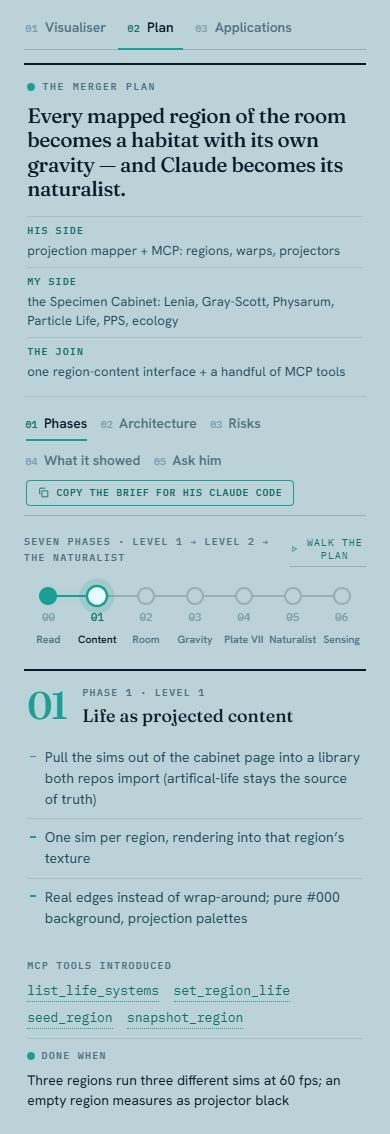 01 Visualiser 02 Plan 03 Applications
THE MERGER PLAN
Every mapped region of the room
becomes a habitat with its own
gravity — and Claude becomes its
naturalist.
HIS SIDE
projection mapper + MCP: regions, warps, projectors
MY SIDE
the Specimen Cabinet: Lenia, Gray-Scott, Physarum,
Particle Life, PPS, ecology
THE JOIN
one region-content interface + a handful of MCP tools
01 Phases 02 Architecture 03 Risks
04 What it showed 05 Ask him
COPY THE BRIEF FOR HIS CLAUDE CODE
SEVEN PHASES · LEVEL 1 → LEVEL 2 →
THE NATURALIST
▷ WALK THE
PLAN
00 01 02 03 04 05 06
Read Content Room Gravity Plate VII Naturalist Sensing
01
PHASE 1 · LEVEL 1
Life as projected content
– Pull the sims out of the cabinet page into a library
both repos import (artifical-life stays the source
of truth)
– One sim per region, rendering into that region’s
texture
– Real edges instead of wrap-around; pure #000
background, projection palettes
MCP TOOLS INTRODUCED
list_life_systems set_region_life
seed_region snapshot_region
DONE WHEN
Three regions run three different sims at 60 fps; an
empty region measures as projector black